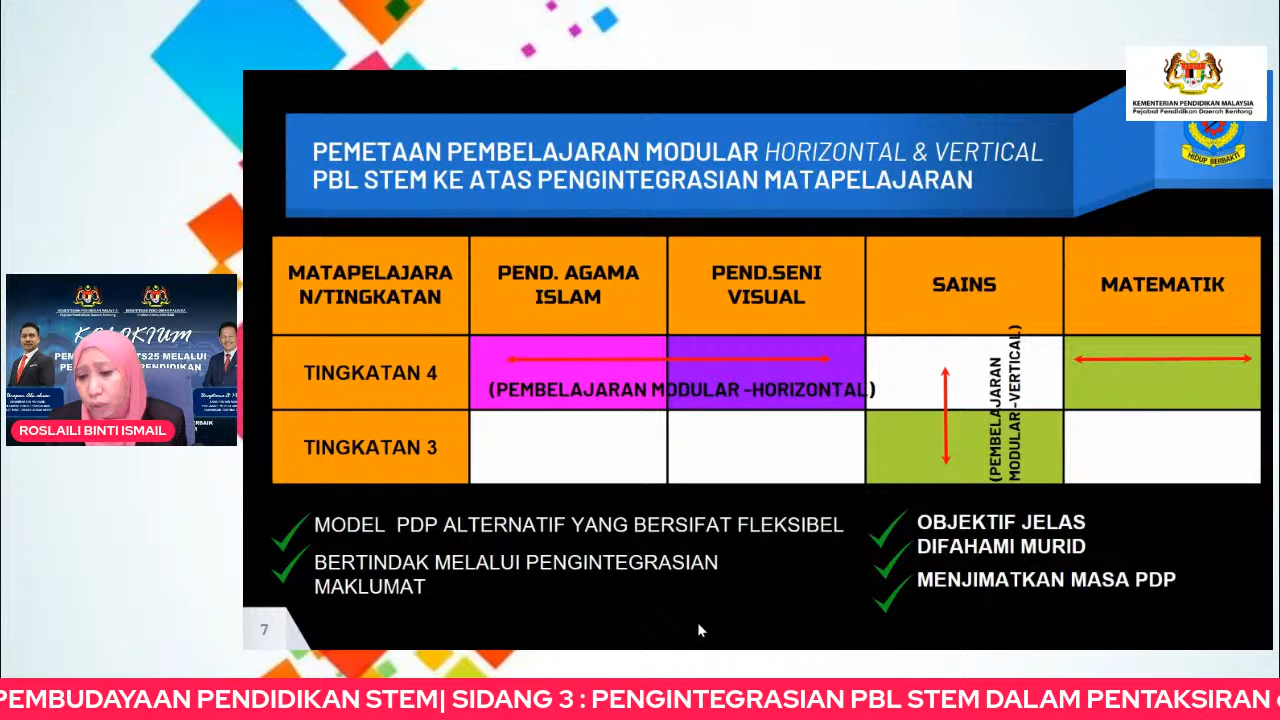 KEMENTERIAN PENDIDIKAN MALAYSIA
Pejabat Pendidikan Daerah Bentong
HIDUP BERBAKTI
PEMETAAN PEMBELAJARAN MODULAR HORIZONTAL & VERTICAL
PBL STEM KE ATAS PENGINTEGRASIAN MATAPELAJARAN
MATAPELAJARA
N/TINGKATAN
PEND. AGAMA
ISLAM
PEND.SENI
VISUAL
SAINS
MATEMATIK
TINGKATAN 4
(PEMBELAJARAN MODULAR -HORIZONTAL)
(PEMBELAJARAN
MODULAR-VERTICAL)
TINGKATAN 3
MODEL PDP ALTERNATIF YANG BERSIFAT FLEKSIBEL
BERTINDAK MELALUI PENGINTEGRASIAN
MAKLUMAT
OBJEKTIF JELAS
DIFAHAMI MURID
MENJIMATKAN MASA PDP
7
ROSLAILI BINTI ISMAIL
PEMBUDAYAAN PENDIDIKAN STEM| SIDANG 3 : PENGINTEGRASIAN PBL STEM DALAM PENTAKSIRAN